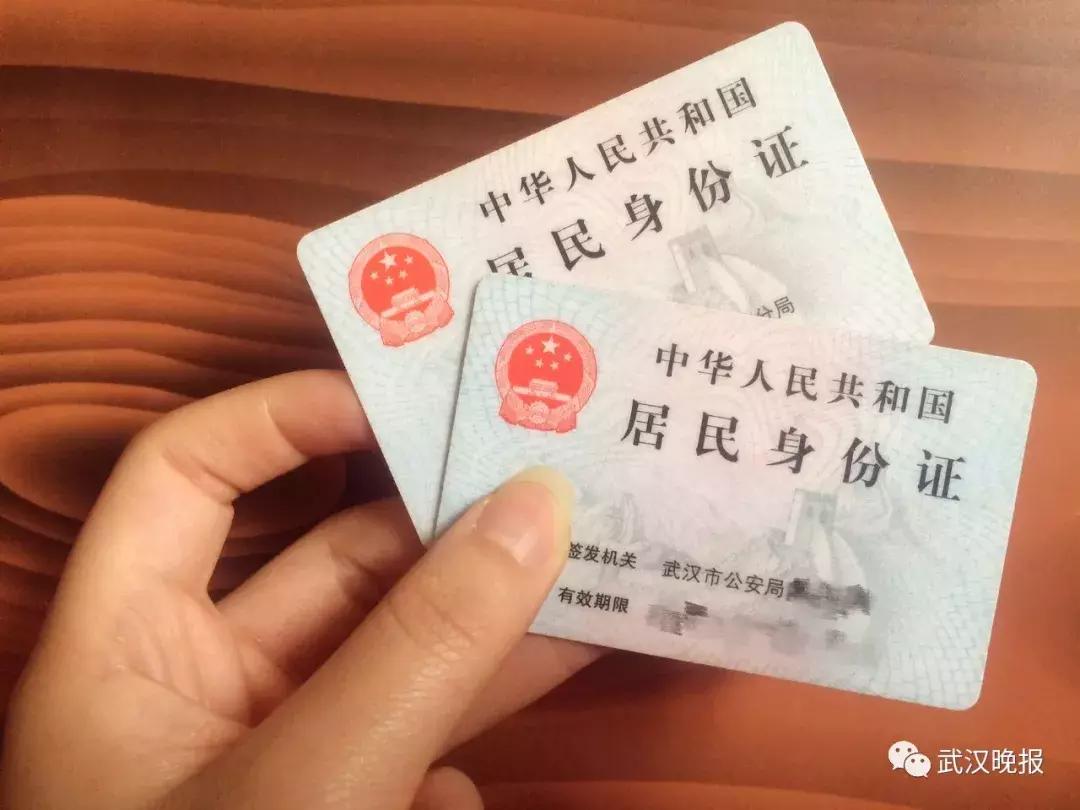 中华人民共和国
居民身份证
分局
中华人民共和国
居民身份证
签发机关 武汉市公安局
有效期限
武汉晚报